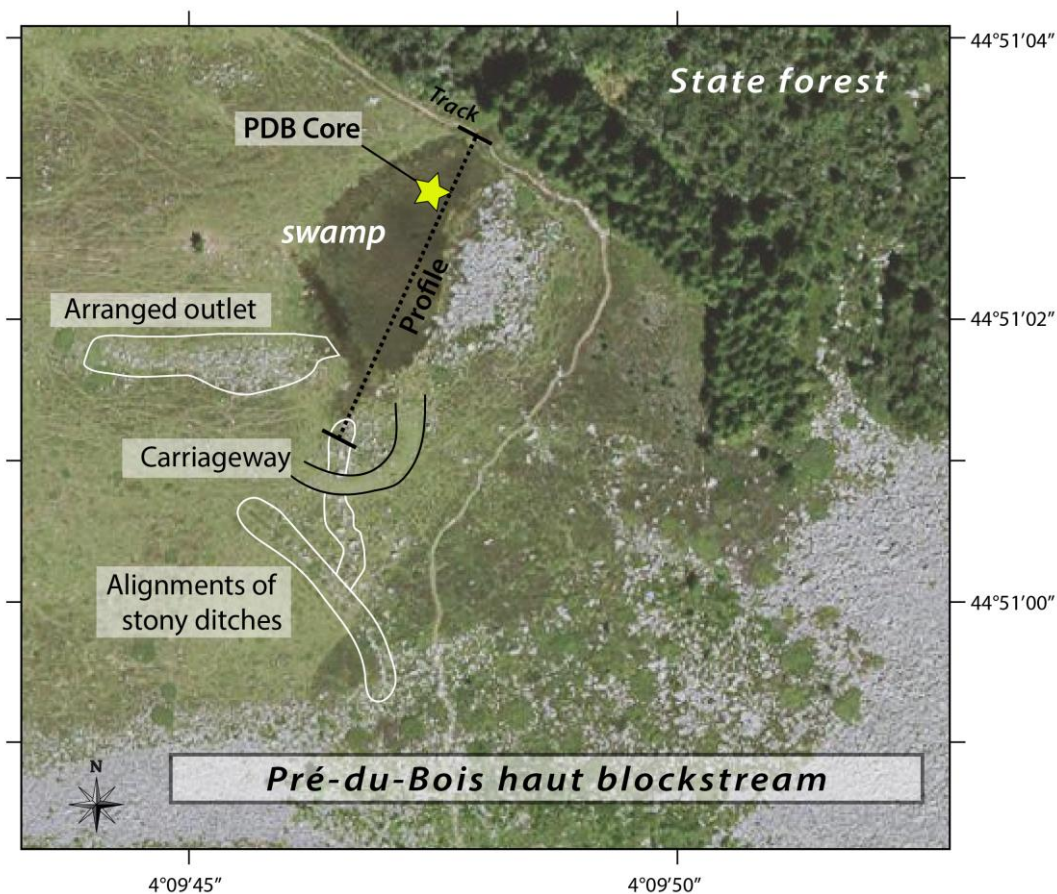 44°51′04″
State forest
Track
PDB Core
swamp
Profile
Arranged outlet
44°51′02″
Carriageway
Alignments of
stony ditches
44°51′00″
Pré-du-Bois haut blockstream
N
4°09′45″
4°09′50″